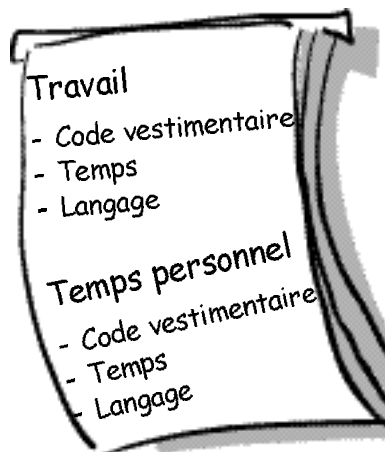 Travail
- Code vestimentaire
- Temps
- Langage
Temps personnel
- Code vestimentaire
- Temps
- Langage